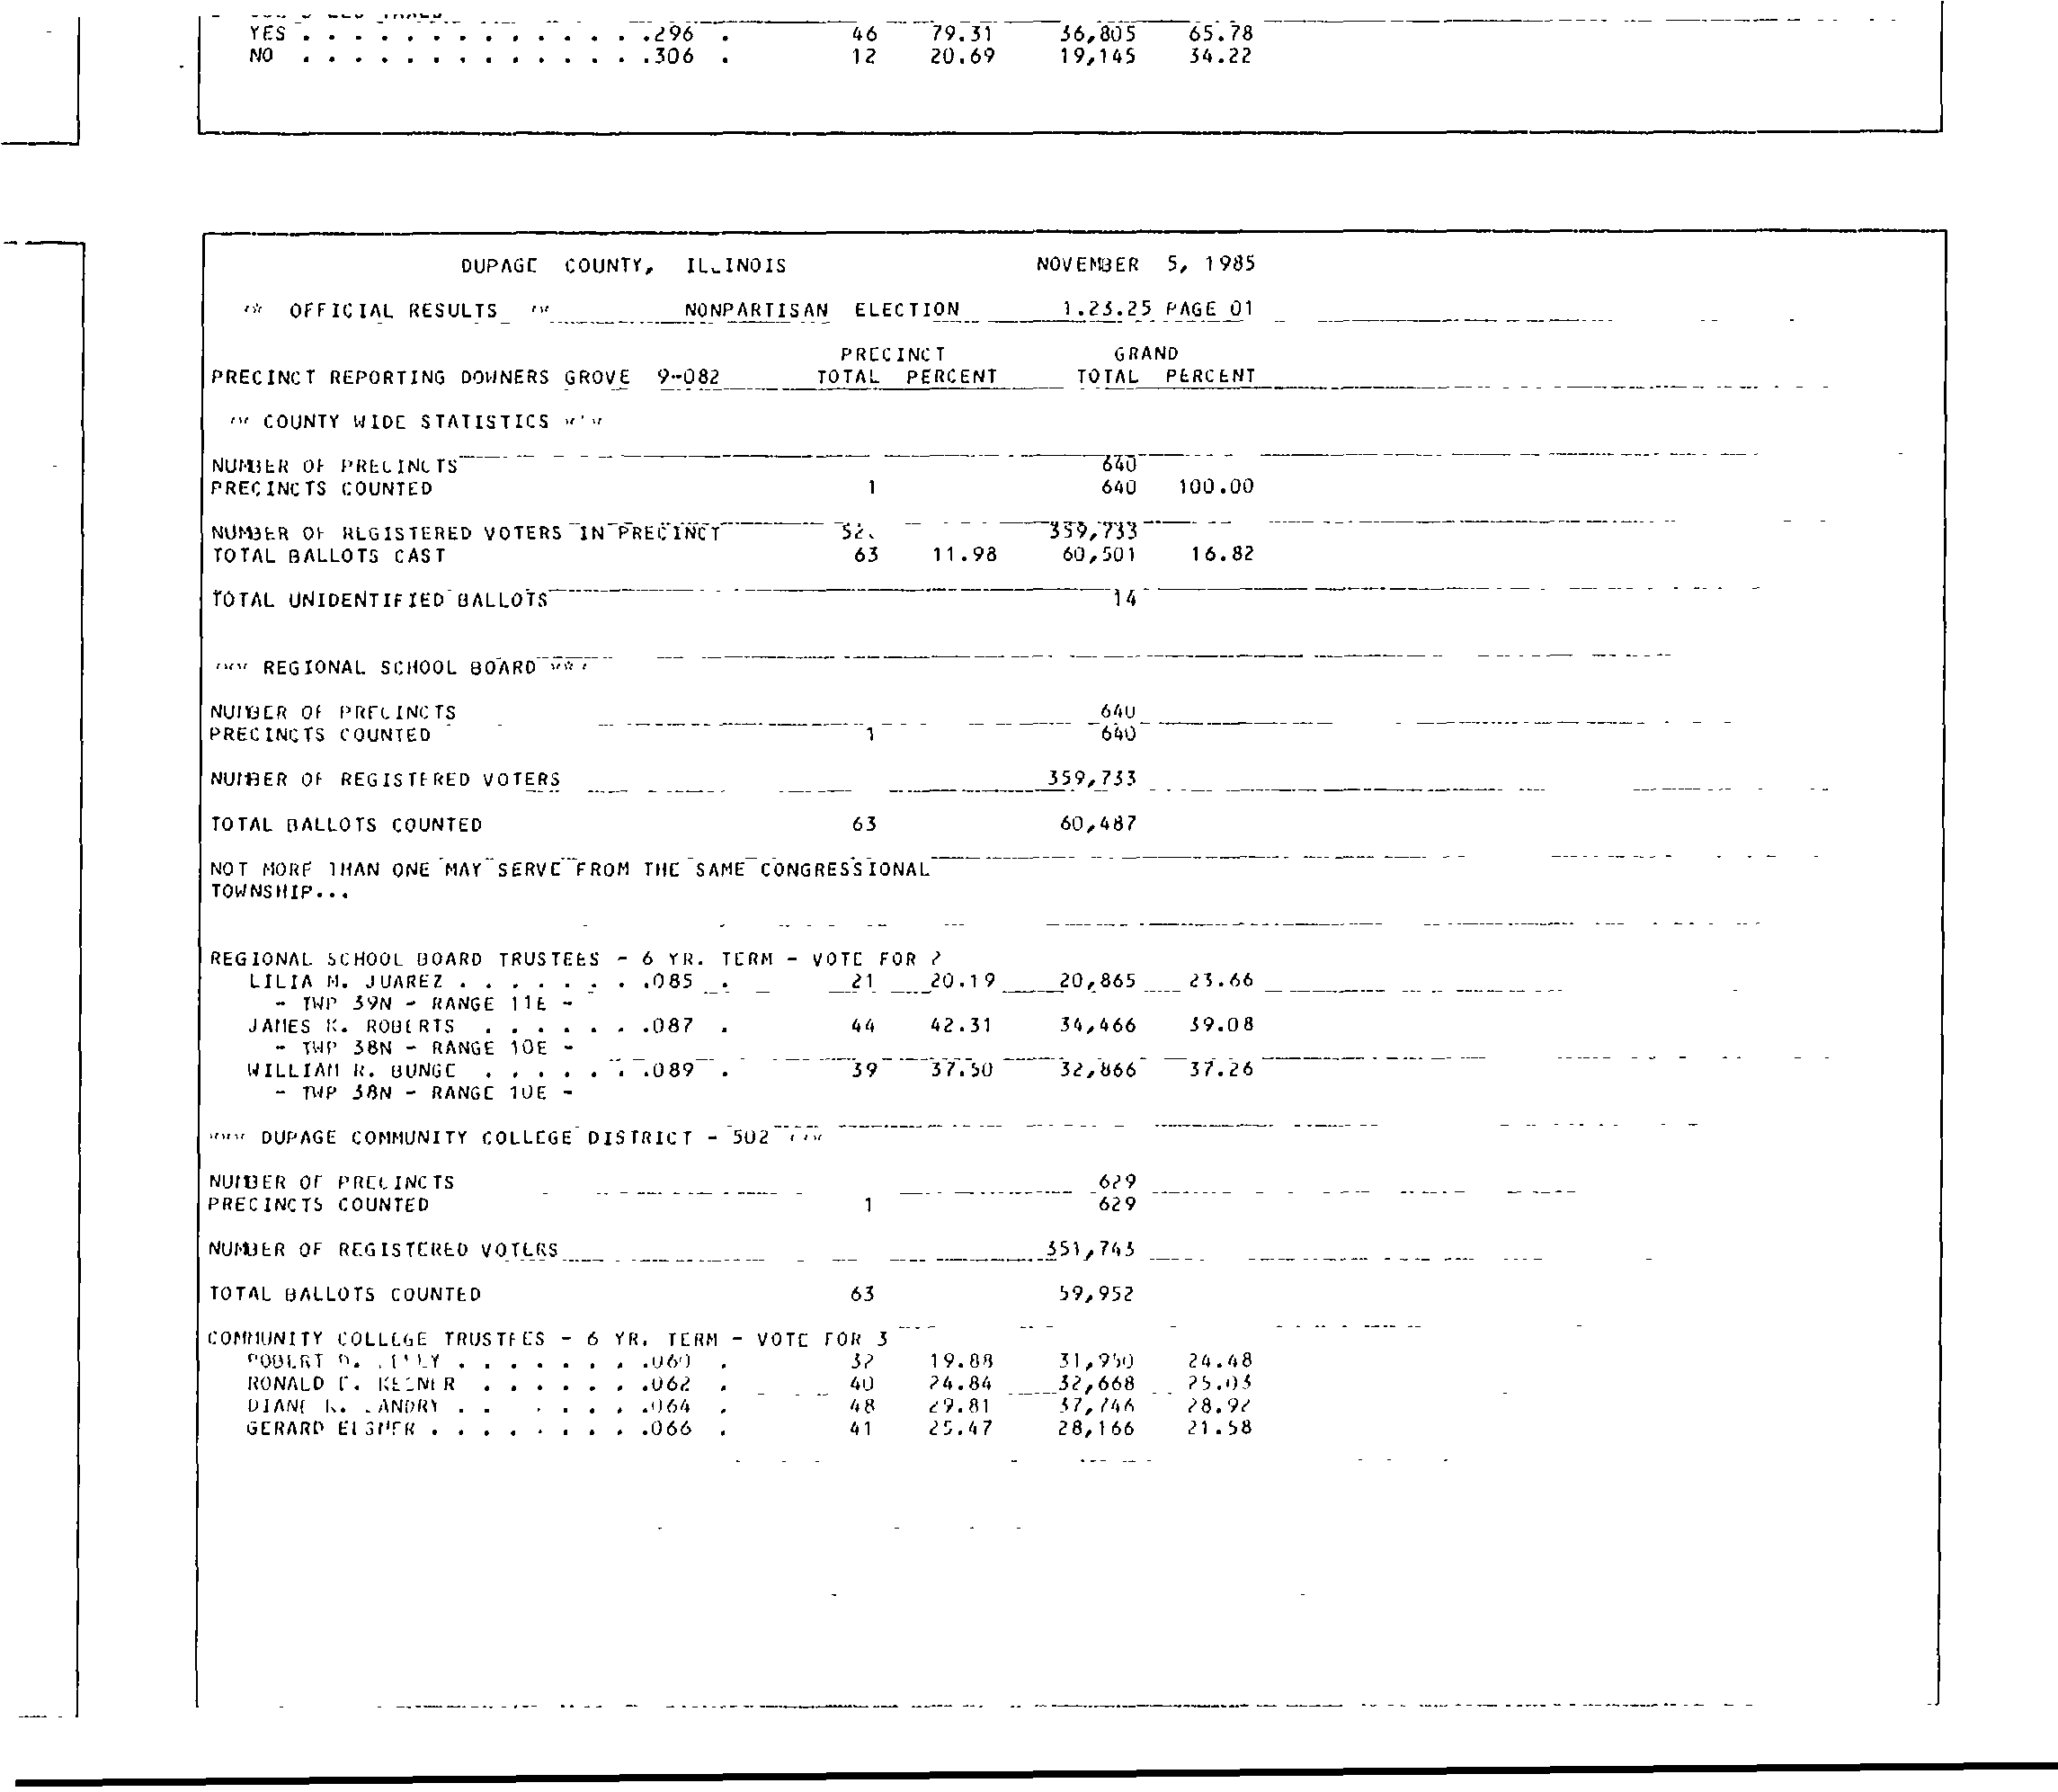 YES . . . . . . . . . . . . . . .296 . 46 79.31 36,805 65.78
NO . . . . . . . . . . . . . . .306 . 12 20.69 19,145 34.22
DUPAGE COUNTY, ILLINOIS NOVEMBER 5, 1985
OFFICIAL RESULTS NONPARTISAN ELECTION 1.23.25 PAGE 01
PRECINCT GRAND
PRECINCT REPORTING DOWNERS GROVE 9-082 TOTAL PERCENT TOTAL PERCENT
COUNTY WIDE STATISTICS
NUMBER OF PRECINCTS 640
PRECINCTS COUNTED 1 640 100.00
NUMBER OF REGISTERED VOTERS IN PRECINCT 359,733
TOTAL BALLOTS CAST 63 11.98 60,501 16.82
TOTAL UNIDENTIFIED BALLOTS 14
REGIONAL SCHOOL BOARD
NUMBER OF PRECINCTS 640
PRECINCTS COUNTED 1 640
NUMBER OF REGISTERED VOTERS 359,733
TOTAL BALLOTS COUNTED 63 60,487
NOT MORE THAN ONE MAY SERVE FROM THE SAME CONGRESSIONAL
TOWNSHIP...
REGIONAL SCHOOL BOARD TRUSTEES - 6 YR. TERM - VOTE FOR 2
LILIA M. JUAREZ . . . . . . . .085 . 21 20.19 20,865 23.66
- TWP 39N - RANGE 11E -
JAMES K. ROBERTS . . . . . . .087 . 44 42.31 34,466 39.08
- TWP 38N - RANGE 10E -
WILLIAM R. BUNGE . . . . . . .089 . 39 37.50 32,866 37.26
- TWP 38N - RANGE 10E -
DUPAGE COMMUNITY COLLEGE DISTRICT - 502
NUMBER OF PRECINCTS 629
PRECINCTS COUNTED 1 629
NUMBER OF REGISTERED VOTERS 351,743
TOTAL BALLOTS COUNTED 63 59,952
COMMUNITY COLLEGE TRUSTEES - 6 YR. TERM - VOTE FOR 3
ROBERT . . . . . . . .060 . 32 19.88 31,950 24.48
RONALD . . . . . . .062 . 40 24.84 32,668 25.03
DIANE . . . . . . .064 . 48 29.81 37,746 28.92
GERARD . . . . . . . . .066 . 41 25.47 28,166 21.58